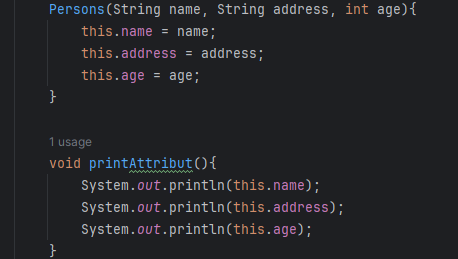 Persons(String name, String address, int age){
this.name = name;
this.address = address;
this.age = age;
}
1 usage
void printAttribut(){
System.out.println(this.name);
System.out.println(this.address);
System.out.println(this.age);
}